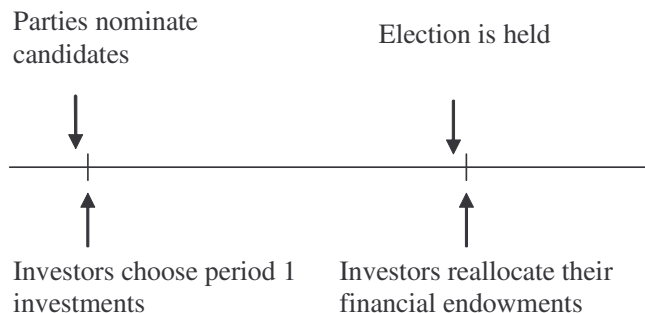 Parties nominate
candidates
Election is held
Investors choose period 1
investments
Investors reallocate their
financial endowments